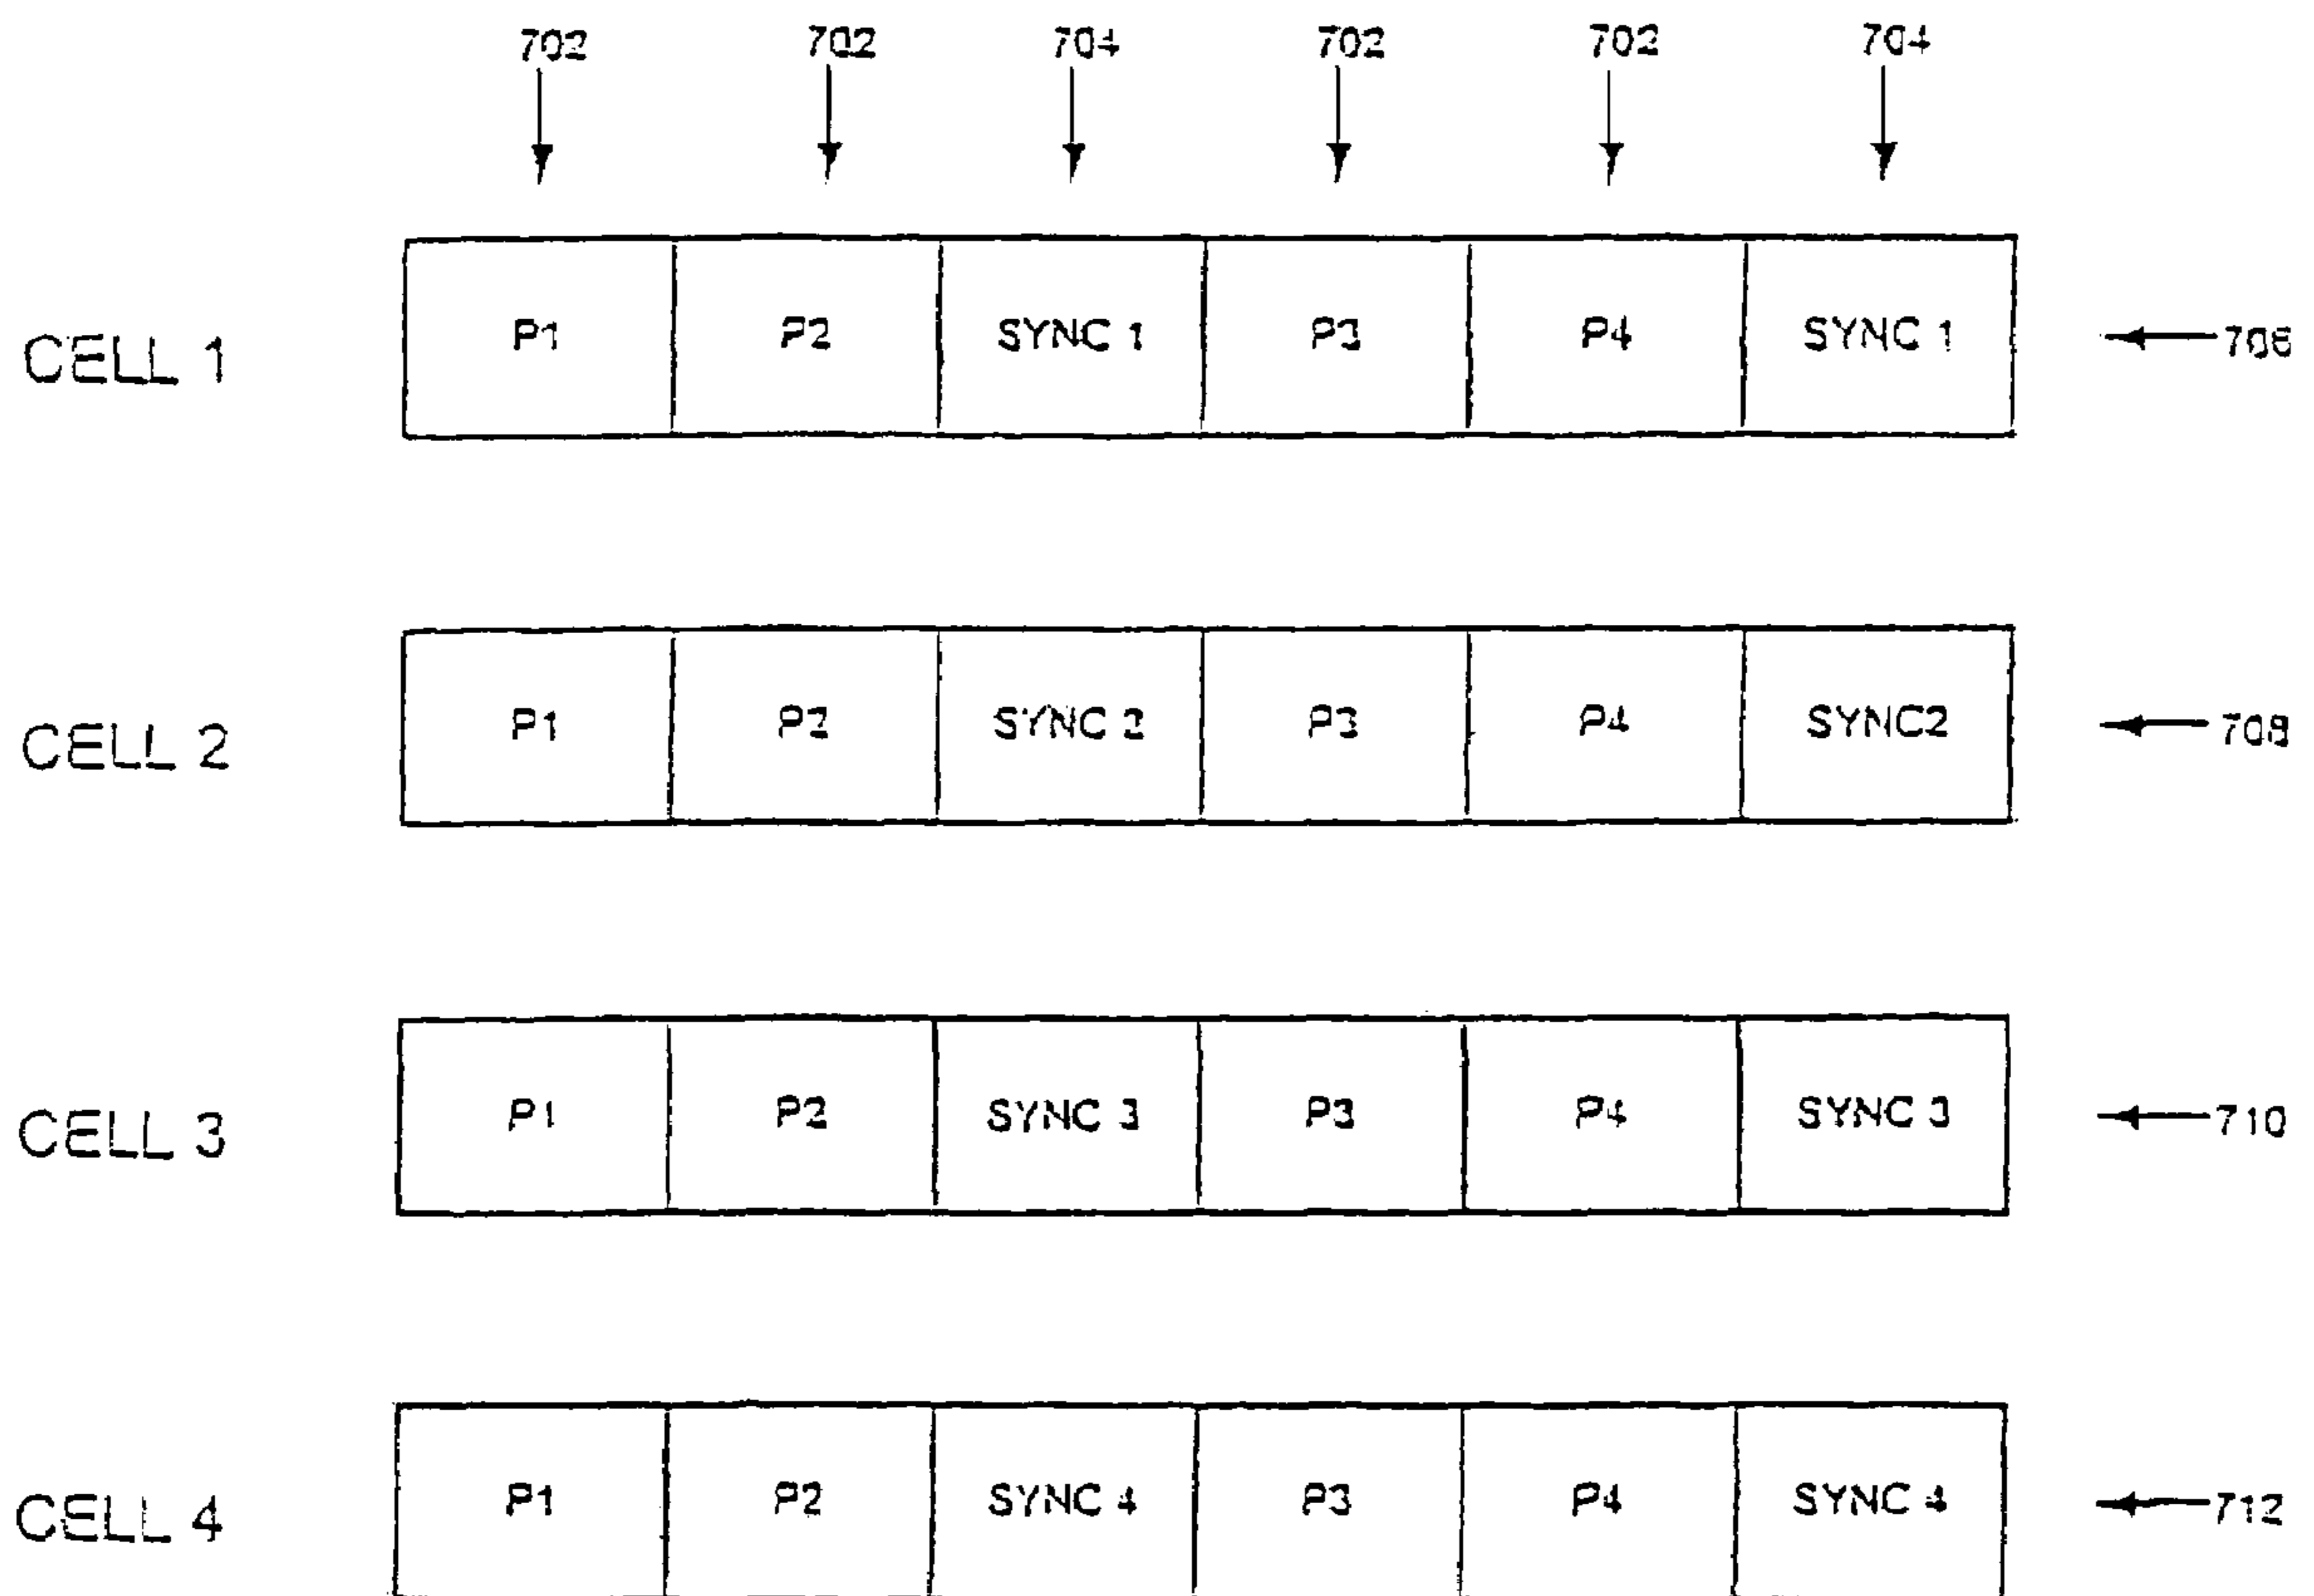 702 702 704 702 702 704
CELL 1 P1 P2 SYNC 1 P3 P4 SYNC 1 706
CELL 2 P1 P2 SYNC 2 P3 P4 SYNC2 708
CELL 3 P1 P2 SYNC 3 P3 P4 SYNC 3 710
CELL 4 P1 P2 SYNC 4 P3 P4 SYNC 4 712